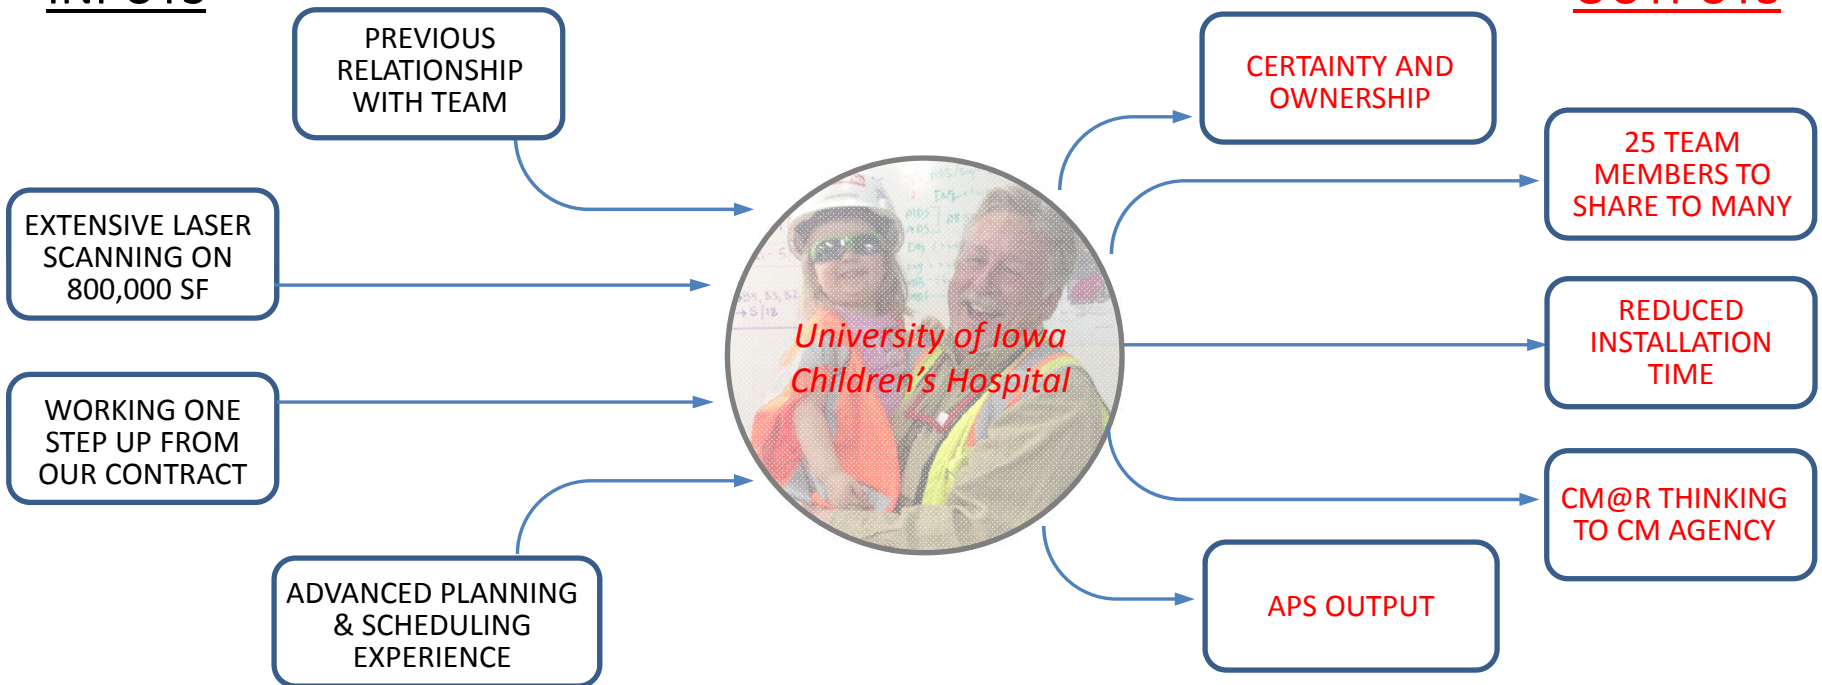 INPUTS
OUTPUTS
PREVIOUS
RELATIONSHIP
WITH TEAM
EXTENSIVE LASER
SCANNING ON
800,000 SF
WORKING ONE
STEP UP FROM
OUR CONTRACT
ADVANCED PLANNING
& SCHEDULING
EXPERIENCE
University of Iowa
Children's Hospital
CERTAINTY AND
OWNERSHIP
25 TEAM
MEMBERS TO
SHARE TO MANY
REDUCED
INSTALLATION
TIME
CM@R THINKING
TO CM AGENCY
APS OUTPUT